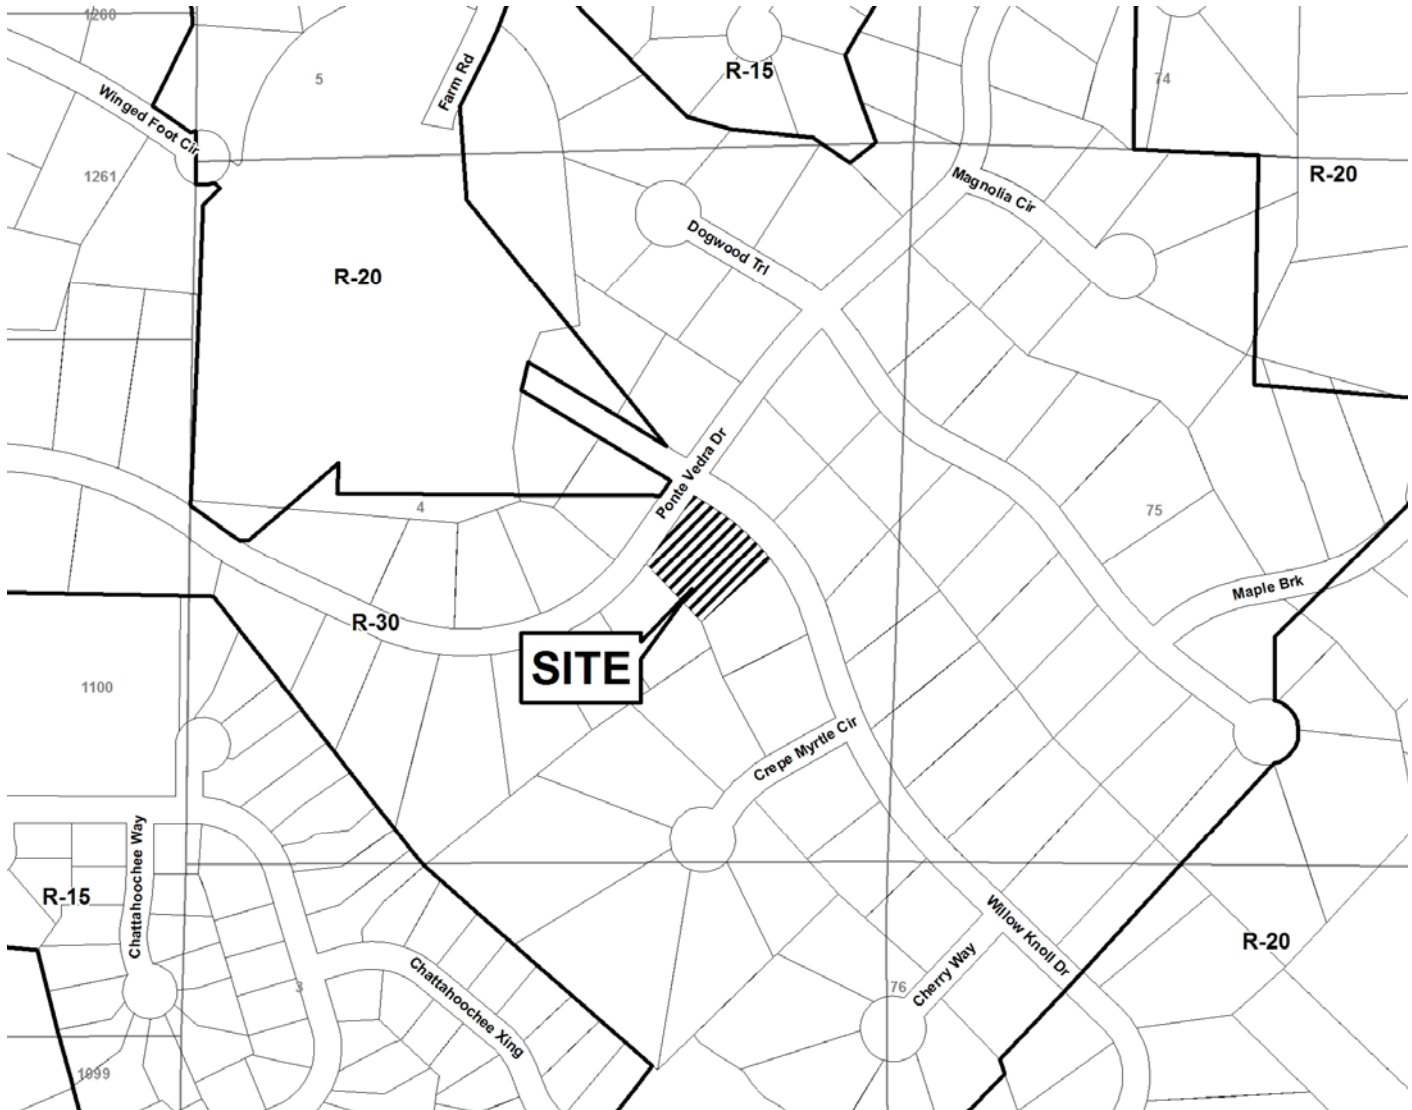 1260
5
Farm Rd
R-15
74
Winged Foot Cir
1261
R-20
Magnolia Cir
Dogwood Trl
R-20
Ponte Vedra Dr
4
75
Maple Brk
R-30
SITE
1100
Crepe Myrtle Cir
Chattahoochee Way
R-15
Willow Knoll Dr
R-20
Chattahoochee Xing
Cherry Way
3
76
1099